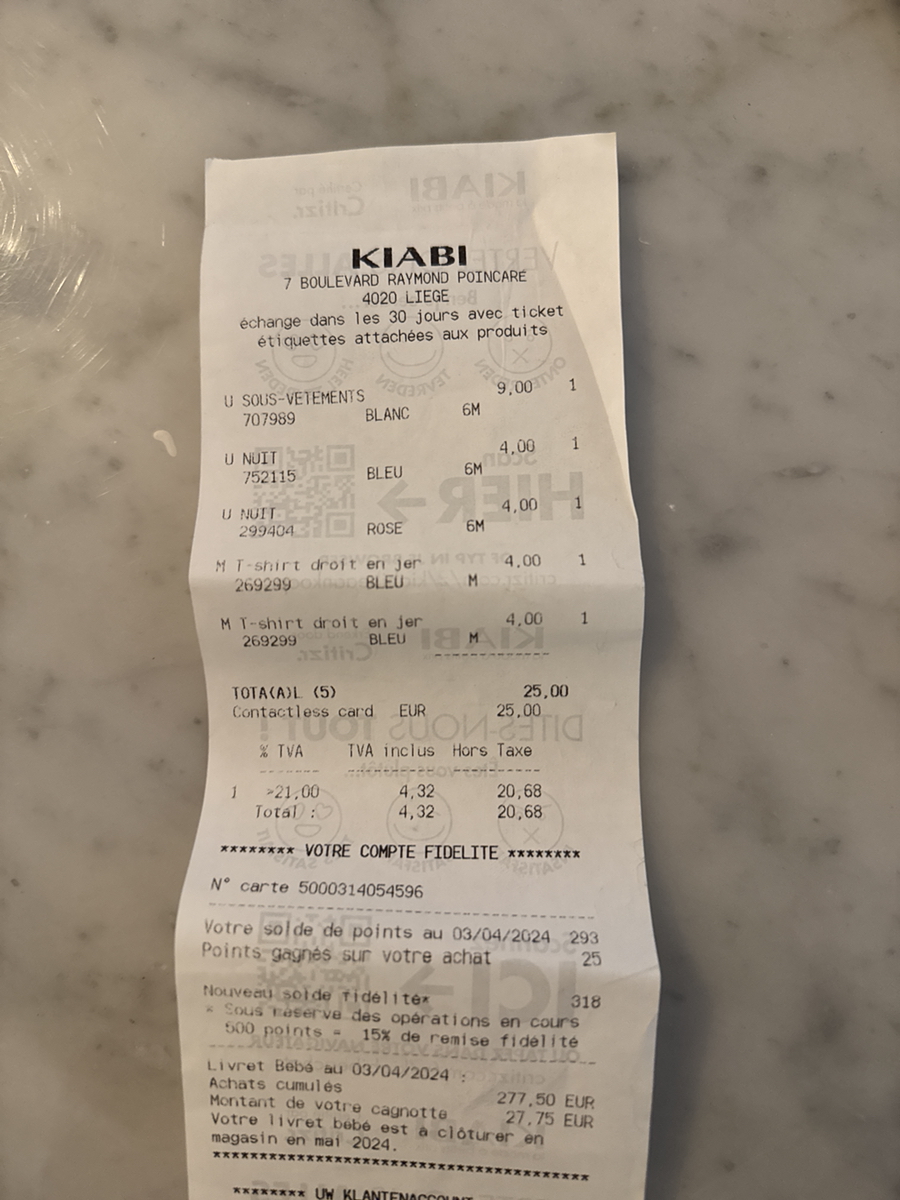 KIABI
7 BOULEVARD RAYMOND POINCARE
4020 LIEGE
échange dans les 30 jours avec ticket
étiquettes attachées aux produits
U SOUS-VETEMENTS 9,00 1
707989 BLANC 6M
U NUIT 4,00 1
752115 BLEU 6M
U NUIT 4,00 1
299404 ROSE 6M
M T-shirt droit en jer 4,00 1
269299 BLEU M
M T-shirt droit en jer 4,00 1
269299 BLEU M
TOTA(A)L (5) 25,00
Contactless card EUR 25,00
% TVA TVA inclus Hors Taxe
1 >21,00 4,32 20,68
Total : 4,32 20,68
******** VOTRE COMPTE FIDELITE ********
N° carte 5000314054596
Votre solde de points au 03/04/2024 293
Points gagnés sur votre achat 25
Nouveau solde fidélité* 318
* Sous réserve des opérations en cours
500 points = 15% de remise fidélité
Livret Bébé au 03/04/2024 :
Achats cumulés 277,50 EUR
Montant de votre cagnotte 27,75 EUR
Votre livret bébé est à clôturer en
magasin en mai 2024.
****************************************
******** UW KLANTENACCOUNT